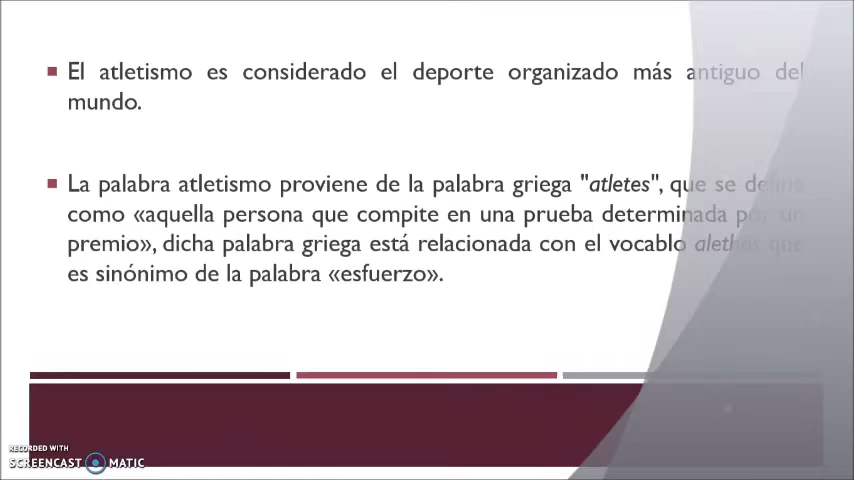 El atletismo es considerado el deporte organizado más antiguo del
mundo.
La palabra atletismo proviene de la palabra griega "atletes", que se define
como «aquella persona que compite en una prueba determinada por un
premio», dicha palabra griega está relacionada con el vocablo que
es sinónimo de la palabra «esfuerzo».
RECORDED WITH
SCREENCAST MATIC